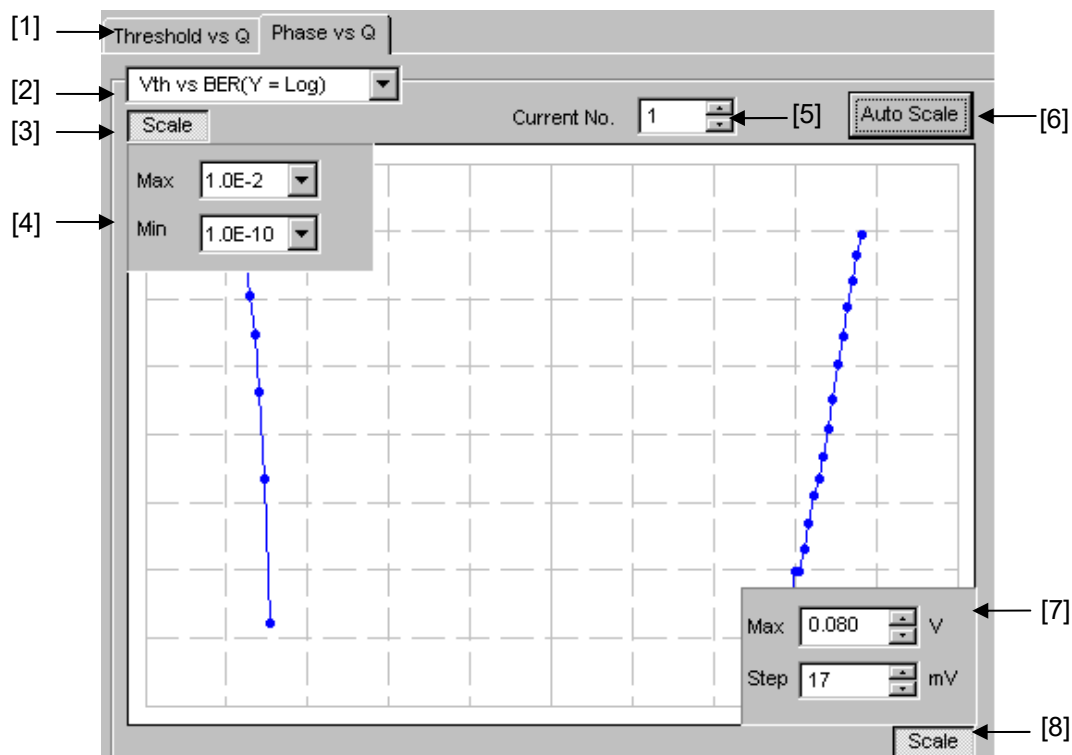 [1]
Threshold vs Q
Phase vs Q
[2]
Vth vs BER(Y = Log)
[3]
Scale
Current No.
1
[5]
Auto Scale
[6]
[4]
Max
1.0E-2
Min
1.0E-10
Max
0.080
V
[7]
Step
17
mV
Scale
[8]